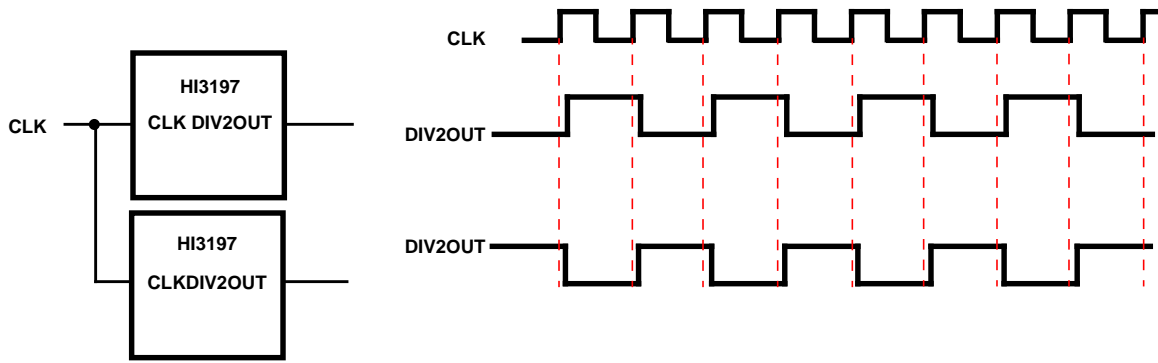 HI3197
CLK
CLK DIV2OUT
HI3197
CLKDIV2OUT
CLK
DIV2OUT
DIV2OUT